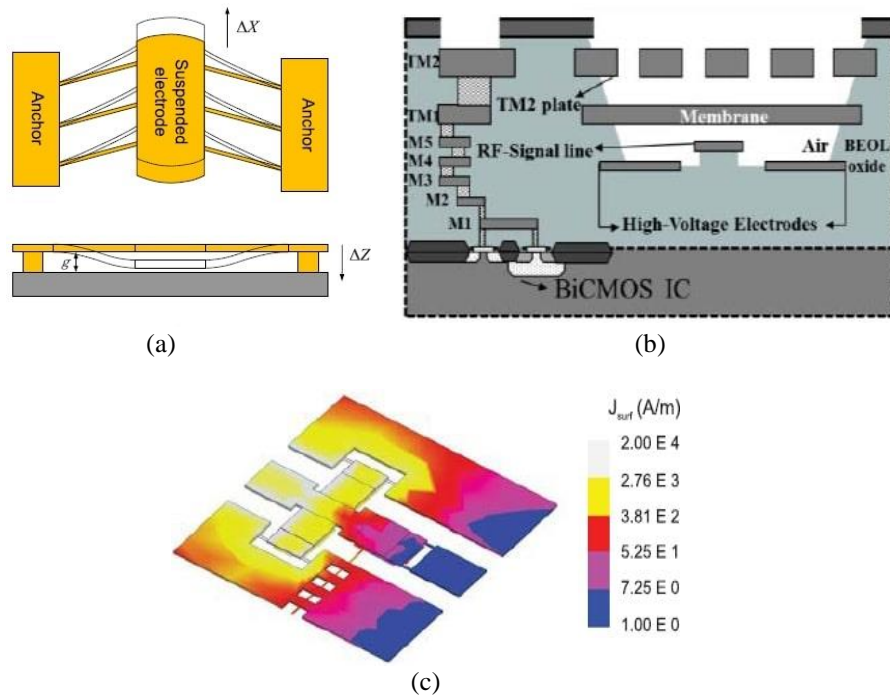 ΔX
Anchor
Suspended
electrode
Anchor
g
ΔZ
(a)
TM2
TM1
M5
M4
M3
M2
M1
TM2 plate
Membrane
RF-Signal line
Air
BEOL
oxide
High-Voltage Electrodes
BiCMOS IC
(b)
J_surf (A/m)
2.00 E 4
2.76 E 3
3.81 E 2
5.25 E 1
7.25 E 0
1.00 E 0
(c)